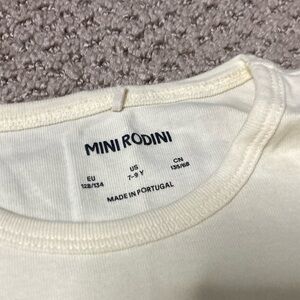 MINI RODINI
EU US CN
128/134 7-9 Y 135/68
MADE IN PORTUGAL